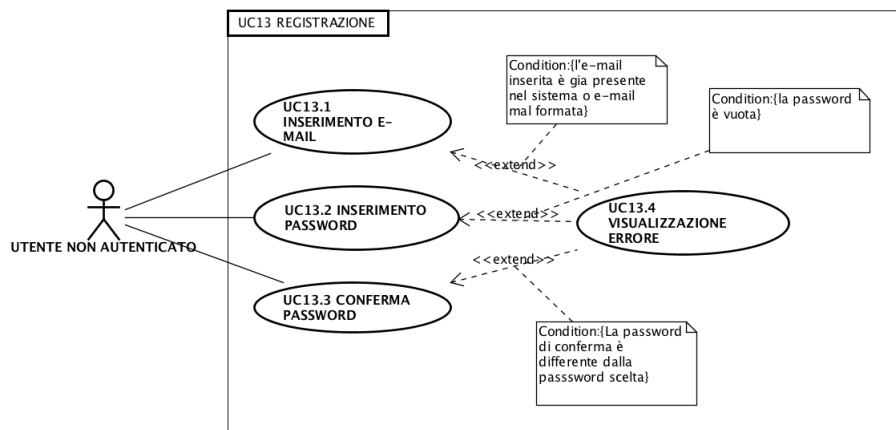 UC13 REGISTRAZIONE
Condition:{l'e-mail
inserita è gia presente
nel sistema o e-mail
mal formata}
Condition:{la password
è vuota}
UC13.1
INSERIMENTO E-
MAIL
<<extend>>
UC13.2 INSERIMENTO
PASSWORD
<<extend>>
UC13.4
VISUALIZZAZIONE
ERRORE
UTENTE NON AUTENTICATO
<<extend>>
UC13.3 CONFERMA
PASSWORD
Condition:{La password
di conferma è
differente dalla
passsword scelta}